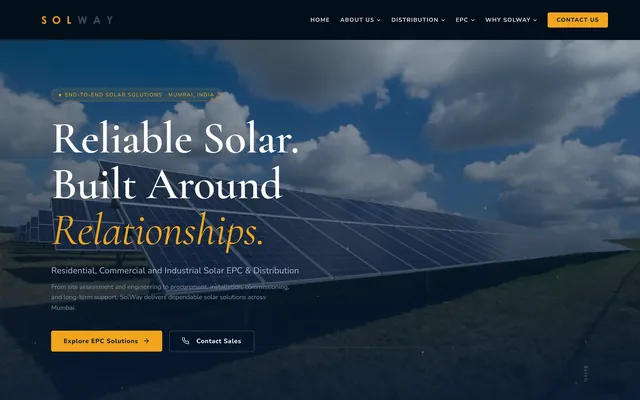 SOLWAY
HOME ABOUT US DISTRIBUTION EPC WHY SOLWAY CONTACT US
END-TO-END SOLAR SOLUTIONS · MUMBAI, INDIA
Reliable Solar.
Built Around
Relationships.
Residential, Commercial and Industrial Solar EPC & Distribution
From site assessment and engineering to procurement, installation, commissioning,
and long-term support, SolWay delivers dependable solar solutions across
Mumbai.
Explore EPC Solutions → Contact Sales